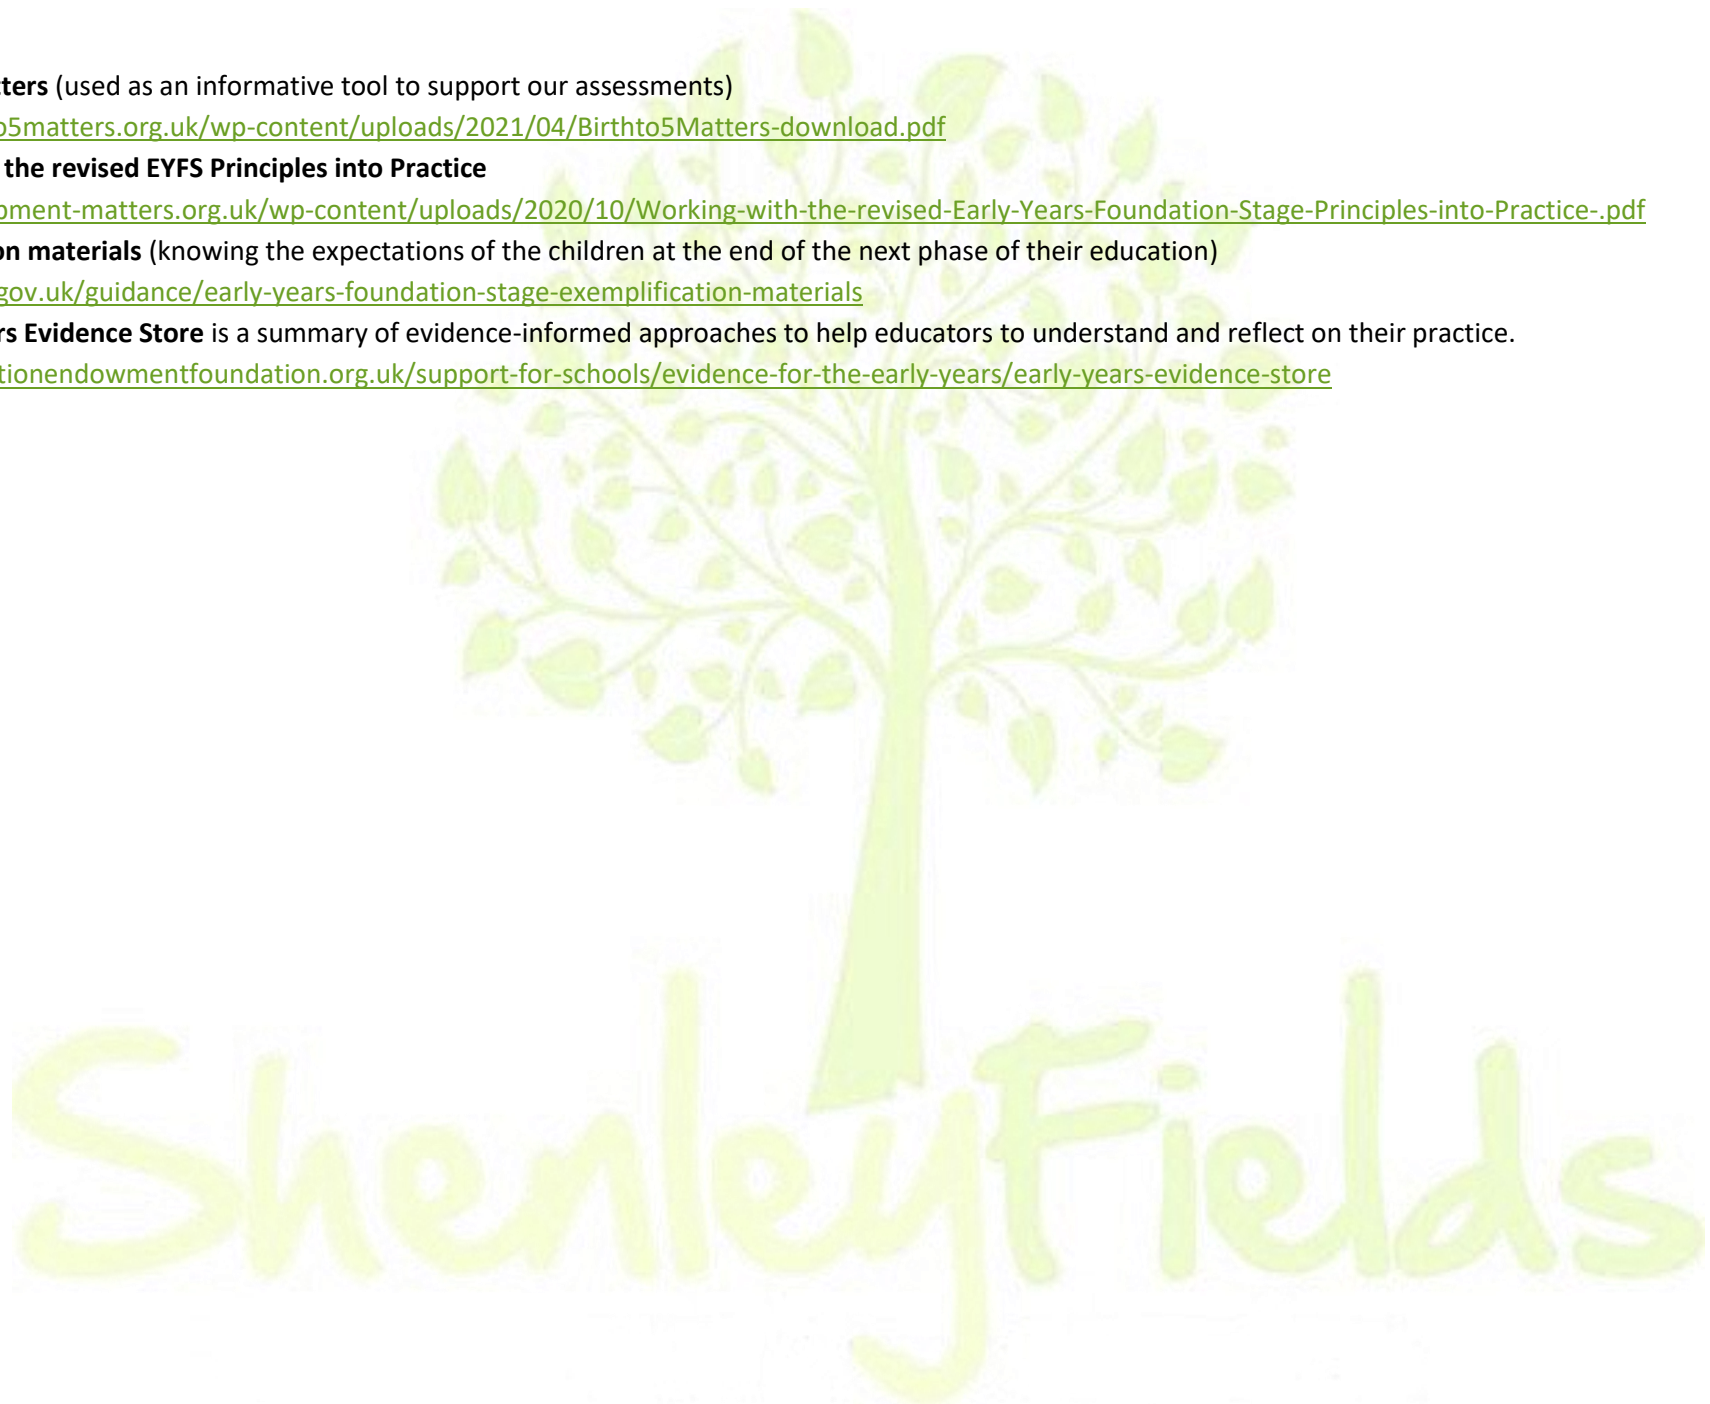 tters (used as an informative tool to support our assessments)
o5matters.org.uk/wp-content/uploads/2021/04/Birthto5Matters-download.pdf
the revised EYFS Principles into Practice
pment-matters.org.uk/wp-content/uploads/2020/10/Working-with-the-revised-Early-Years-Foundation-Stage-Principles-into-Practice-.pdf
on materials (knowing the expectations of the children at the end of the next phase of their education)
gov.uk/guidance/early-years-foundation-stage-exemplification-materials
rs Evidence Store is a summary of evidence-informed approaches to help educators to understand and reflect on their practice.
tionendowmentfoundation.org.uk/support-for-schools/evidence-for-the-early-years/early-years-evidence-store
ShenleyFields